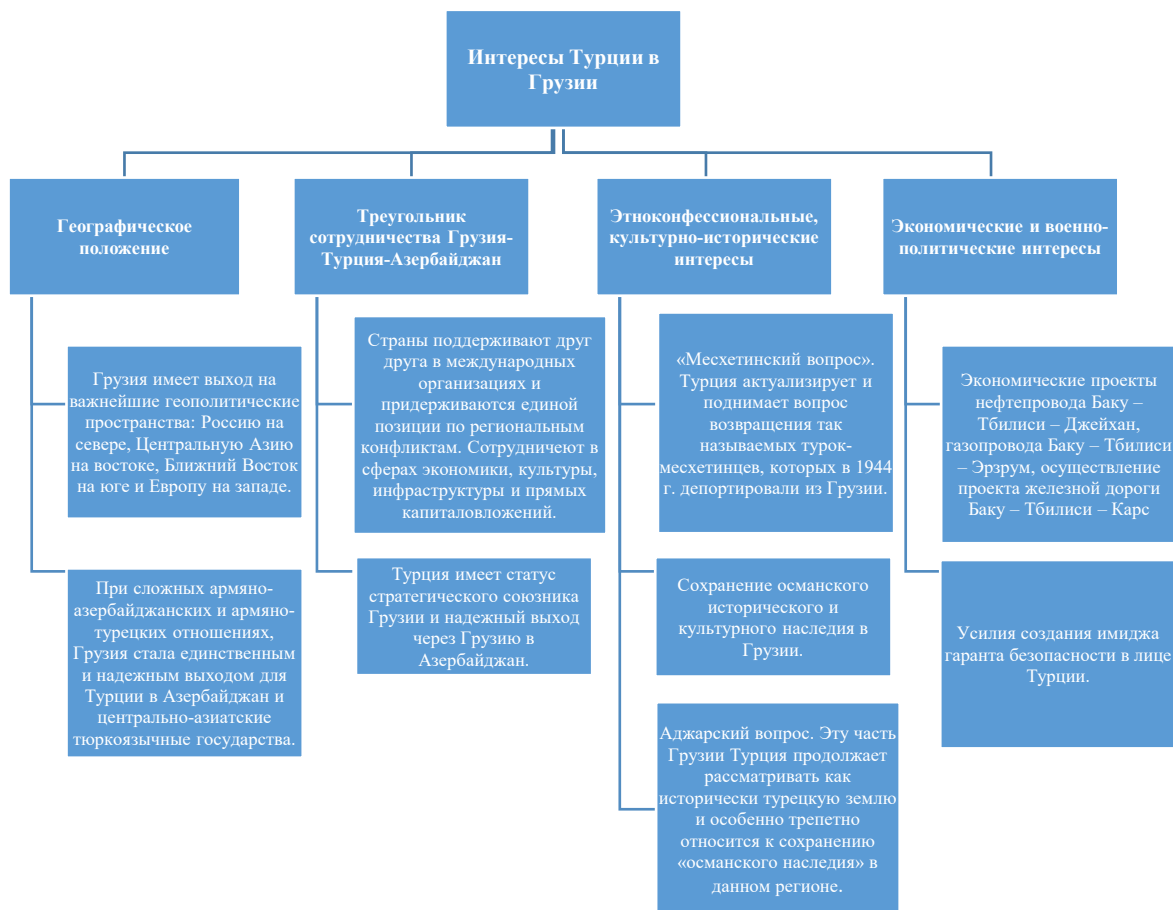 Интересы Турции в
Грузии
Географическое
положение
Грузия имеет выход на
важнейшие геополитические
пространства: Россию на
севере, Центральную Азию
на востоке, Ближний Восток
на юге и Европу на западе.
При сложных армяно-
азербайджанских и армяно-
турецких отношениях,
Грузия стала единственным
и надежным выходом для
Турции в Азербайджан и
центрально-азиатские
тюркоязычные государства.
Треугольник
сотрудничества Грузия-
Турция-Азербайджан
Страны поддерживают друг
друга в международных
организациях и
придерживаются единой
позиции по региональным
конфликтам. Сотрудничеют в
сферах экономики, культуры,
инфраструктуры и прямых
капиталовложений.
Турция имеет статус
стратегического союзника
Грузии и надежный выход
через Грузию в
Азербайджан.
Этноконфессиональные,
культурно-исторические
интересы
«Месхетинский вопрос».
Турция актуализирует и
поднимает вопрос
возвращения так
называемых турок-
месхетинцев, которых в 1944
г. депортировали из Грузии.
Сохранение османского
исторического и
культурного наследия в
Грузии.
Аджарский вопрос. Эту часть
Грузии Турция продолжает
рассматривать как
исторически турецкую землю
и особенно трепетно
относится к сохранению
«османского наследия» в
данном регионе.
Экономические и военно-
политические интересы
Экономические проекты
нефтепровода Баку –
Тбилиси – Джейхан,
газопровода Баку – Тбилиси
– Эрзрум, осуществление
проекта железной дороги
Баку – Тбилиси – Карс
Усилия создания имиджа
гаранта безопасности в лице
Турции.